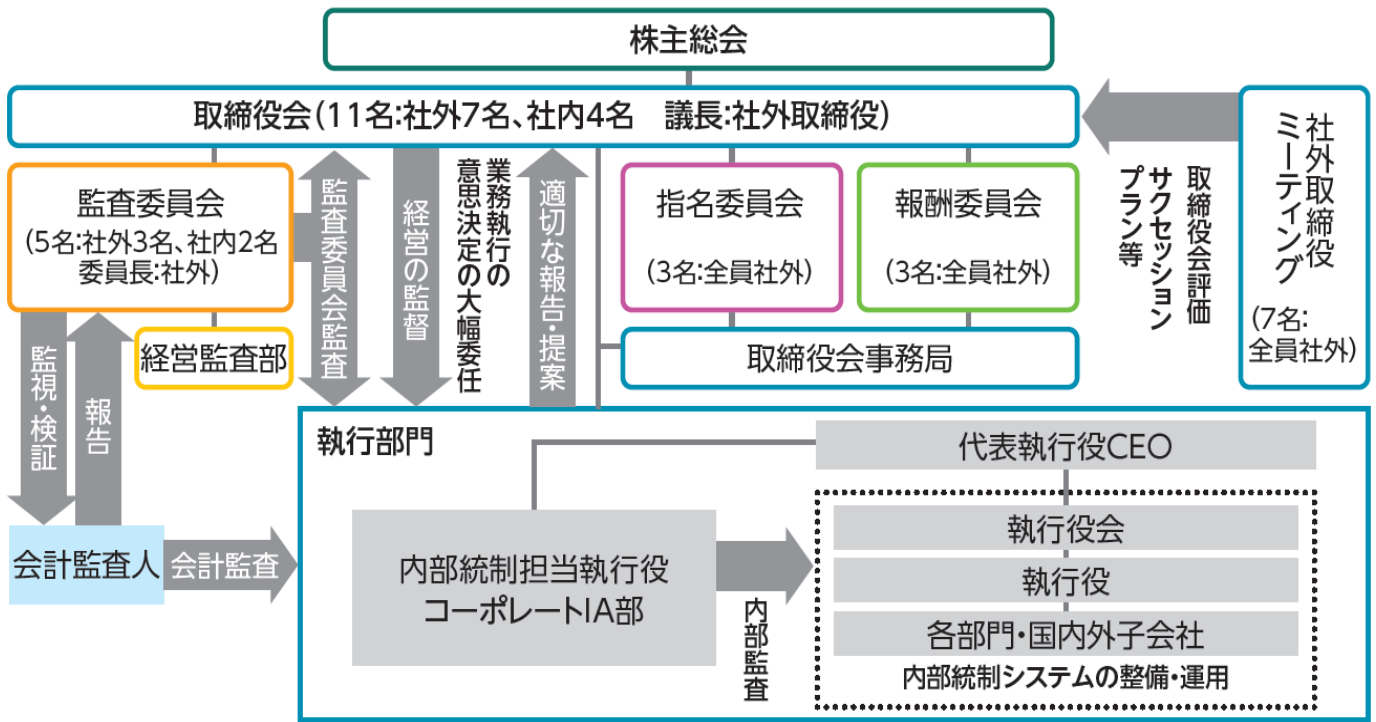 株主総会
取締役会(11名:社外7名、社内4名　議長:社外取締役)
監査委員会
(5名:社外3名、社内2名
委員長:社外)
経営監査部
監査委員会監査
経営の監督
業務執行の
意思決定の大幅委任
適切な報告・提案
指名委員会
(3名:全員社外)
報酬委員会
(3名:全員社外)
取締役会事務局
取締役会評価
サクセッション
プラン等
社外取締役
ミーティング
(7名:
全員社外)
監視・検証
報告
会計監査人
会計監査
執行部門
代表執行役CEO
内部統制担当執行役
コーポレートIA部
内部監査
執行役会
執行役
各部門・国内外子会社
内部統制システムの整備・運用